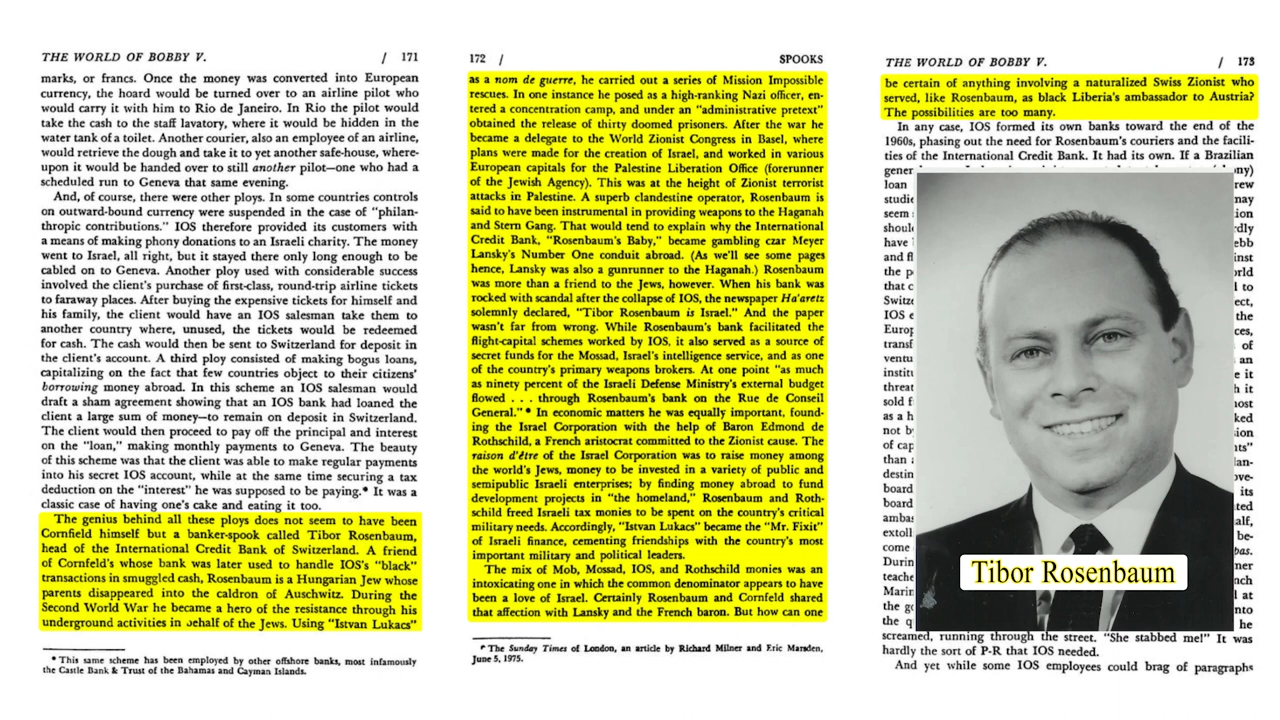 THE WORLD OF BOBBY V. / 171
marks, or francs. Once the money was converted into European
currency, the hoard would be turned over to an airline pilot who
would carry it with him to Rio de Janeiro. In Rio the pilot would
take the cash to the staff lavatory, where it would be hidden in the
water tank of a toilet. Another courier, also an employee of an airline,
would retrieve the dough and take it to yet another safe-house, where-
upon it would be handed over to still another pilot—one who had a
scheduled run to Geneva that same evening.
And, of course, there were other ploys. In some countries controls
on outward-bound currency were suspended in the case of "philan-
thropic contributions." IOS therefore provided its customers with
a means of making phony donations to an Israeli charity. The money
went to Israel, all right, but it stayed there only long enough to be
cabled on to Geneva. Another ploy used with considerable success
involved the client's purchase of first-class, round-trip airline tickets
to faraway places. After buying the expensive tickets for himself and
his family, the client would have an IOS salesman take them to
another country where, unused, the tickets would be redeemed
for cash. The cash would then be sent to Switzerland for deposit in
the client's account. A third ploy consisted of making bogus loans,
capitalizing on the fact that few countries object to their citizens'
borrowing money abroad. In this scheme an IOS salesman would
draft a sham agreement showing that an IOS bank had loaned the
client a large sum of money—to remain on deposit in Switzerland.
The client would then proceed to pay off the principal and interest
on the "loan," making monthly payments to Geneva. The beauty
of this scheme was that the client was able to make regular payments
into his secret IOS account, while at the same time securing a tax
deduction on the "interest" he was supposed to be paying.* It was a
classic case of having one's cake and eating it too.
The genius behind all these ploys does not seem to have been
Cornfield himself but a banker-spook called Tibor Rosenbaum,
head of the International Credit Bank of Switzerland. A friend
of Cornfeld's whose bank was later used to handle IOS's "black"
transactions in smuggled cash, Rosenbaum is a Hungarian Jew whose
parents disappeared into the caldron of Auschwitz. During the
Second World War he became a hero of the resistance through his
underground activities in behalf of the Jews. Using "Istvan Lukacs"
* This same scheme has been employed by other offshore banks, most infamously
the Castle Bank & Trust of the Bahamas and Cayman Islands.
172 / SPOOKS
as a nom de guerre, he carried out a series of Mission Impossible
rescues. In one instance he posed as a high-ranking Nazi officer, en-
tered a concentration camp, and under an "administrative pretext"
obtained the release of thirty doomed prisoners. After the war he
became a delegate to the World Zionist Congress in Basel, where
plans were made for the creation of Israel, and worked in various
European capitals for the Palestine Liberation Office (forerunner
of the Jewish Agency). This was at the height of Zionist terrorist
attacks in Palestine. A superb clandestine operator, Rosenbaum is
said to have been instrumental in providing weapons to the Haganah
and Stern Gang. That would tend to explain why the International
Credit Bank, "Rosenbaum's Baby," became gambling czar Meyer
Lansky's Number One conduit abroad. (As we'll see some pages
hence, Lansky was also a gunrunner to the Haganah.) Rosenbaum
was more than a friend to the Jews, however. When his bank was
rocked with scandal after the collapse of IOS, the newspaper Ha'aretz
solemnly declared, "Tibor Rosenbaum is Israel." And the paper
wasn't far from wrong. While Rosenbaum's bank facilitated the
flight-capital schemes worked by IOS, it also served as a source of
secret funds for the Mossad, Israel's intelligence service, and as one
of the country's primary weapons brokers. At one point "as much
as ninety percent of the Israeli Defense Ministry's external budget
flowed . . . through Rosenbaum's bank on the Rue de Conseil
General."* In economic matters he was equally important, found-
ing the Israel Corporation with the help of Baron Edmond de
Rothschild, a French aristocrat committed to the Zionist cause. The
raison d'être of the Israel Corporation was to raise money among
the world's Jews, money to be invested in a variety of public and
semipublic Israeli enterprises; by finding money abroad to fund
development projects in "the homeland," Rosenbaum and Roth-
schild freed Israeli tax monies to be spent on the country's critical
military needs. Accordingly, "Istvan Lukacs" became the "Mr. Fixit"
of Israeli finance, cementing friendships with the country's most
important military and political leaders.
The mix of Mob, Mossad, IOS, and Rothschild monies was an
intoxicating one in which the common denominator appears to have
been a love of Israel. Certainly Rosenbaum and Cornfeld shared
that affection with Lansky and the French baron. But how can one
* The Sunday Times of London, an article by Richard Milner and Eric Marsden,
June 5, 1975.
THE WORLD OF BOBBY V. / 173
be certain of anything involving a naturalized Swiss Zionist who
served, like Rosenbaum, as black Liberia's ambassador to Austria?
The possibilities are too many.
In any case, IOS formed its own banks toward the end of the
1960s, phasing out the need for Rosenbaum's couriers and the facili-
ties of the International Credit Bank. It had its own. If a Brazilian
loan
Tibor Rosenbaum
screamed, running through the street. "She stabbed me!" It was
hardly the sort of P-R that IOS needed.
And yet while some IOS employees could brag of paragraphs